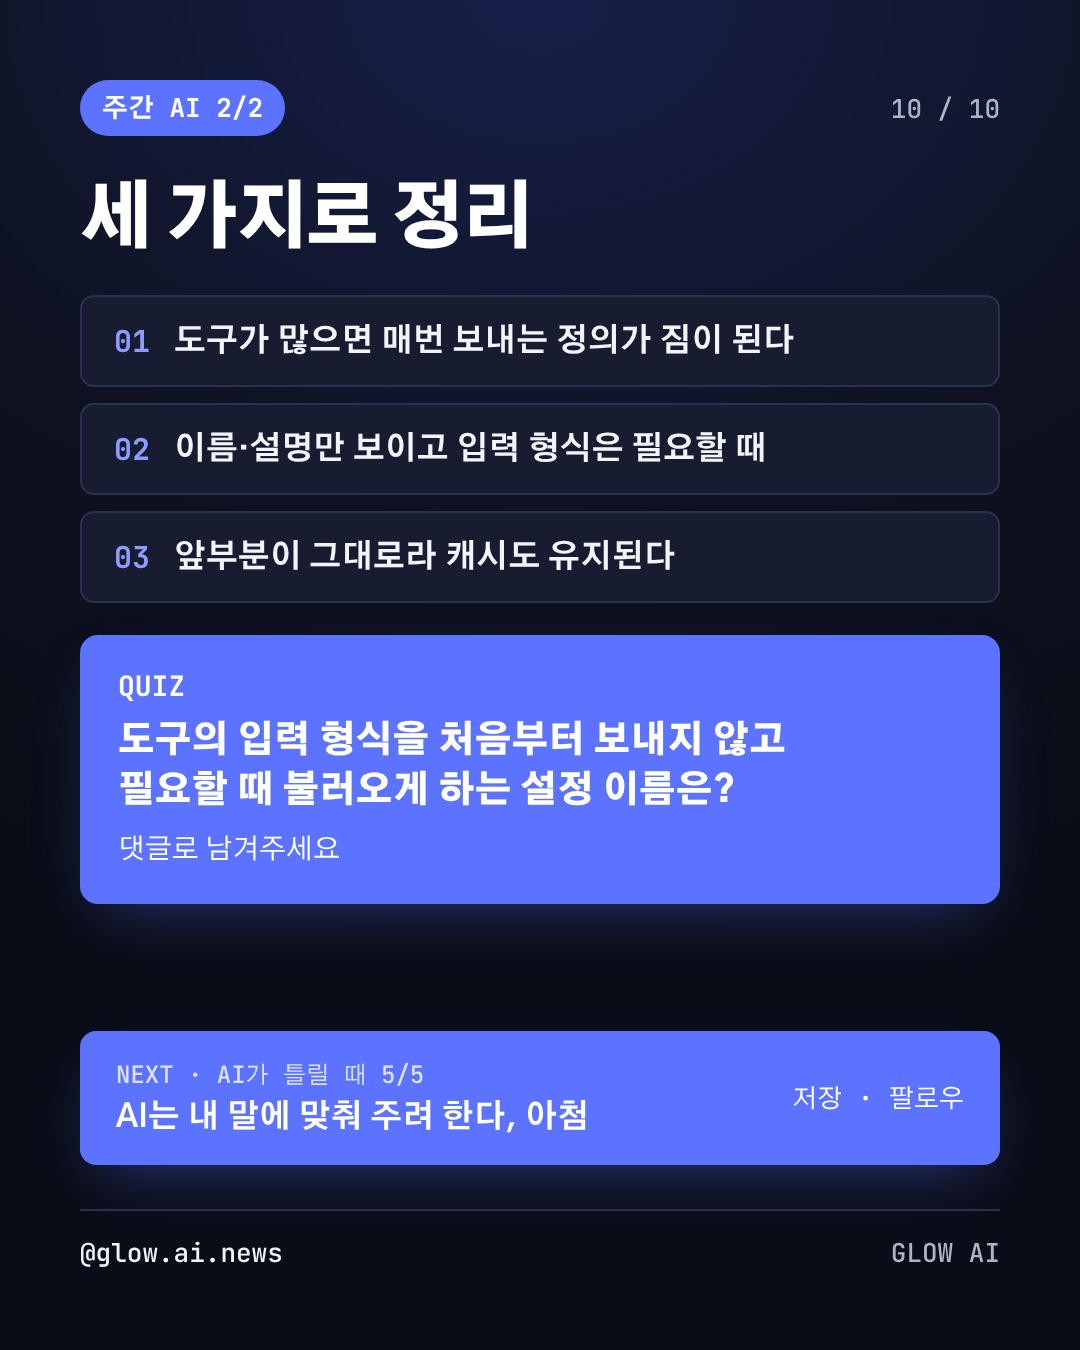 주간 AI 2/2
10 / 10
세 가지로 정리
01 도구가 많으면 매번 보내는 정의가 짐이 된다
02 이름·설명만 보이고 입력 형식은 필요할 때
03 앞부분이 그대로라 캐시도 유지된다
QUIZ
도구의 입력 형식을 처음부터 보내지 않고
필요할 때 불러오게 하는 설정 이름은?
댓글로 남겨주세요
NEXT · AI가 틀릴 때 5/5
AI는 내 말에 맞춰 주려 한다, 아첨
저장 · 팔로우
@glow.ai.news
GLOW AI